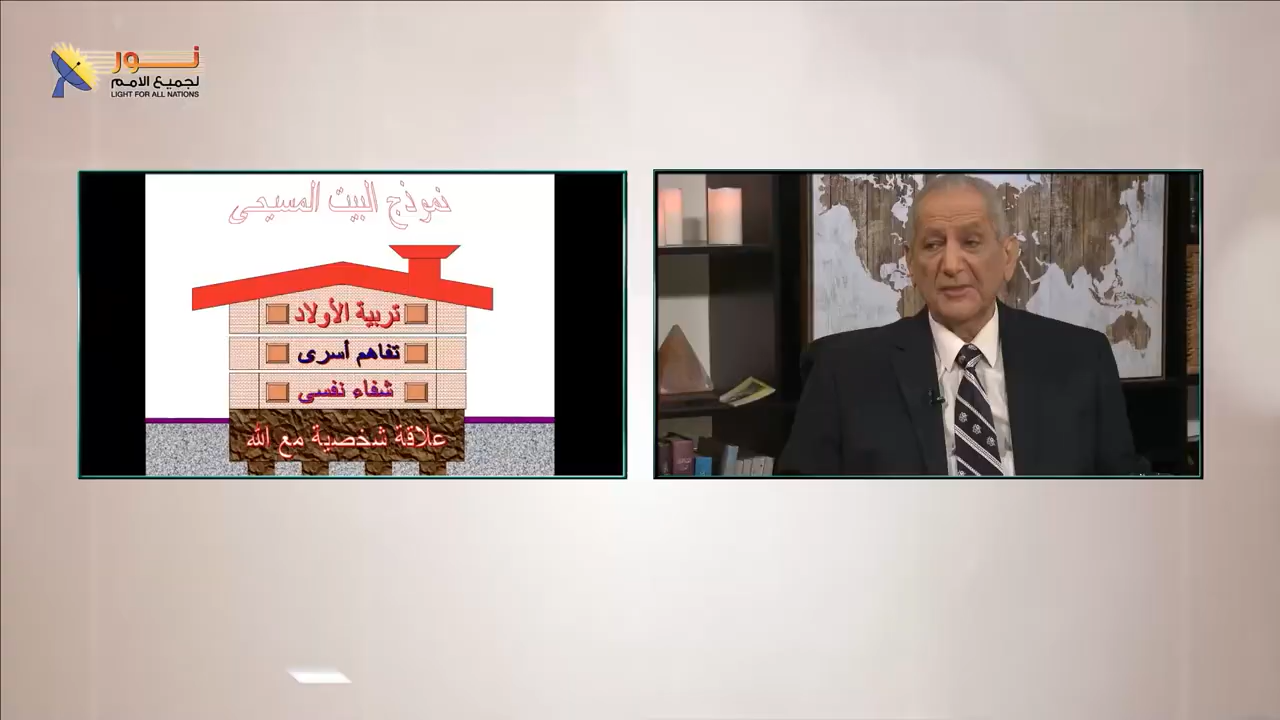 نور
لجميع الامم
LIGHT FOR ALL NATIONS
نموذج البيت المسيحى
تربية الأولاد
تفاهم أسرى
شفاء نفسى
علاقة شخصية مع الله